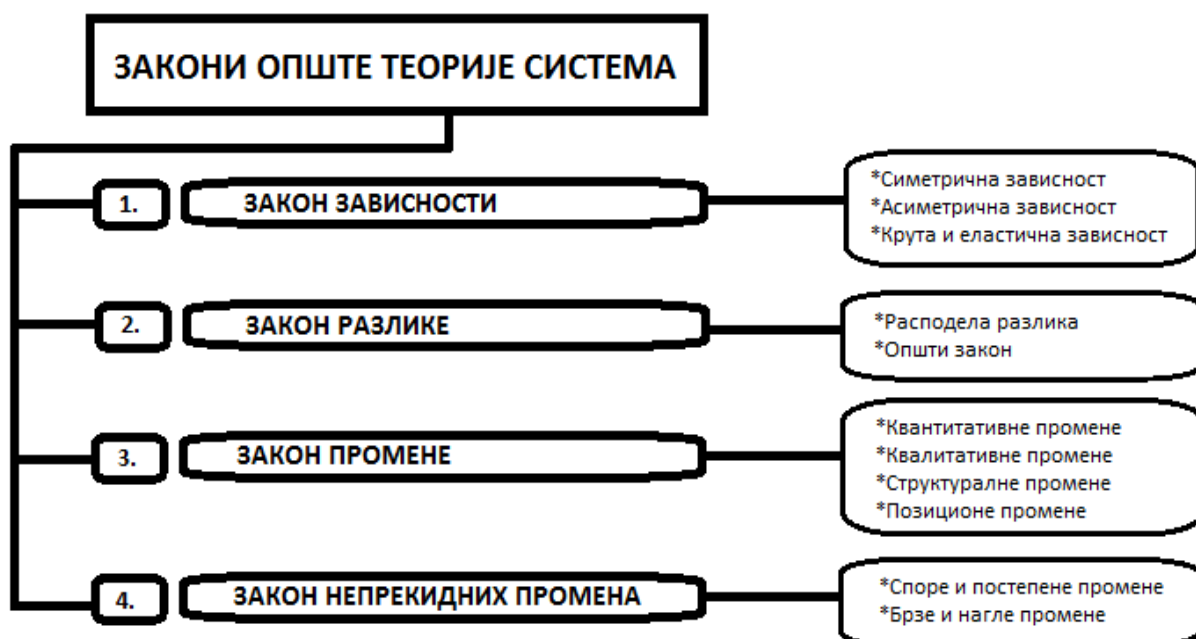 ЗАКОНИ ОПШТЕ ТЕОРИЈЕ СИСТЕМА
1.
ЗАКОН ЗАВИСНОСТИ
*Симетрична зависност
*Асиметрична зависност
*Крута и еластична зависност
2.
ЗАКОН РАЗЛИКЕ
*Расподела разлика
*Општи закон
3.
ЗАКОН ПРОМЕНЕ
*Квантитативне промене
*Квалитативне промене
*Структуралне промене
*Позиционе промене
4.
ЗАКОН НЕПРЕКИДНИХ ПРОМЕНА
*Споре и постепене промене
*Брзе и нагле промене